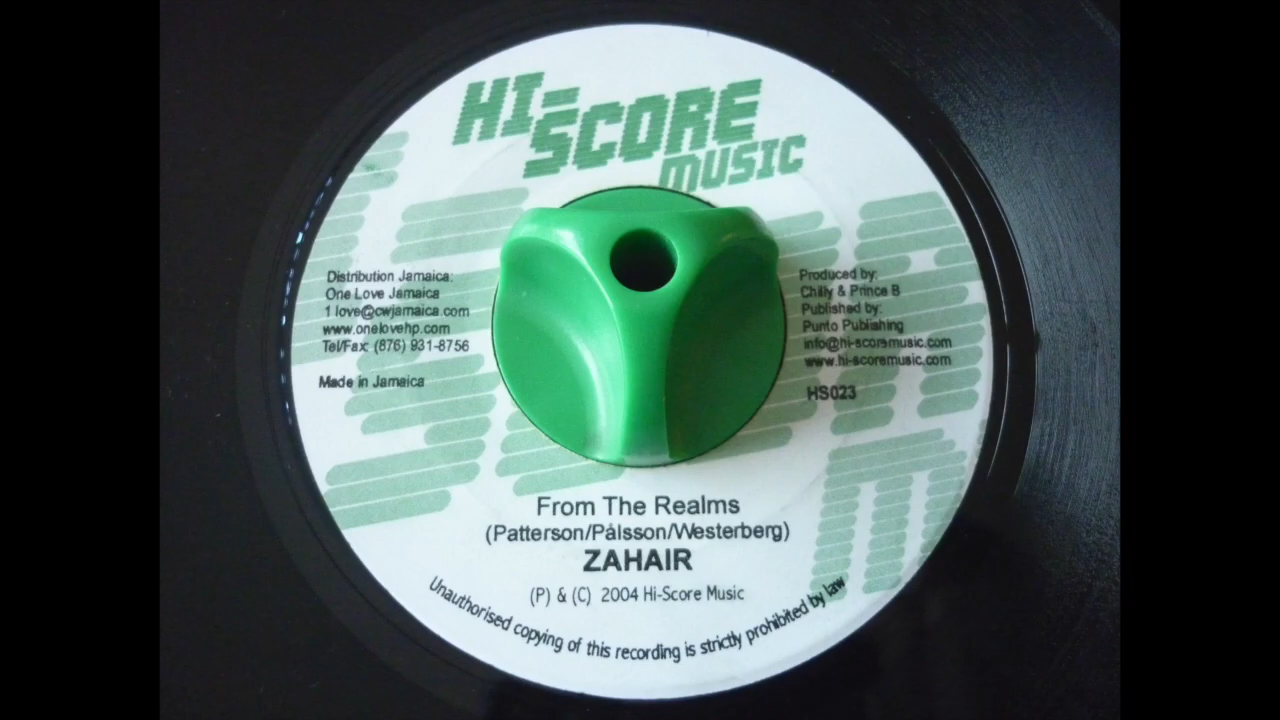 HI-SCORE
MUSIC
Distribution Jamaica:
One Love Jamaica
1 love@cwjamaica.com
www.onelovehp.com
Tel/Fax: (876) 931-8756
Made in Jamaica
Produced by:
Chilly & Prince B
Published by:
Punto Publishing
info@hi-scoremusic.com
www.hi-scoremusic.com
HS023
From The Realms
(Patterson/Pålsson/Westerberg)
ZAHAIR
(P) & (C) 2004 Hi-Score Music
Unauthorised copying of this recording is strictly prohibited by law